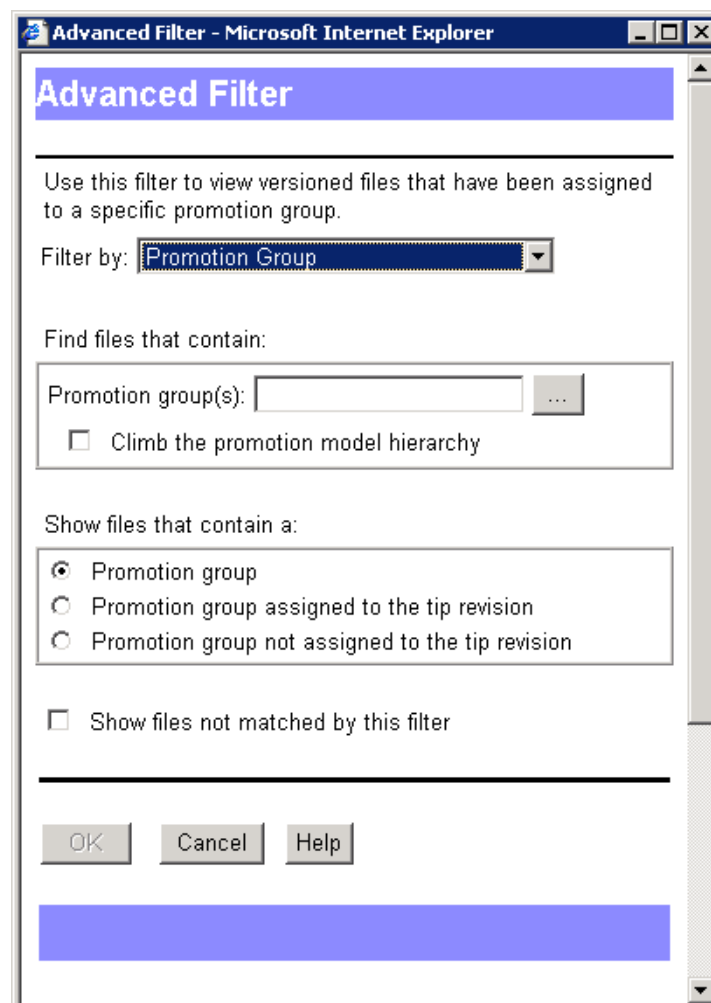 Advanced Filter - Microsoft Internet Explorer
Advanced Filter
Use this filter to view versioned files that have been assigned
to a specific promotion group.
Filter by: Promotion Group
Find files that contain:
Promotion group(s): ...
Climb the promotion model hierarchy
Show files that contain a:
Promotion group
Promotion group assigned to the tip revision
Promotion group not assigned to the tip revision
Show files not matched by this filter
OK Cancel Help